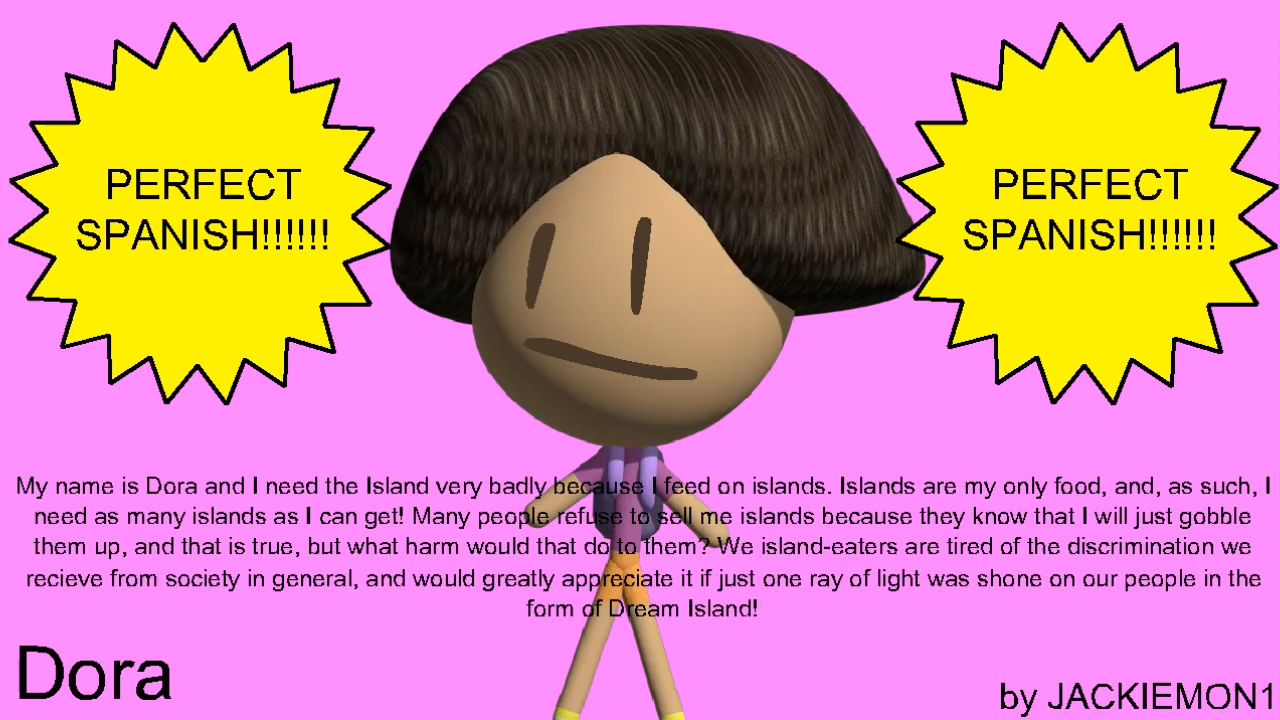 PERFECT
SPANISH!!!!!!
PERFECT
SPANISH!!!!!!
My name is Dora and I need the Island very badly because I feed on islands. Islands are my only food, and, as such, I
need as many islands as I can get! Many people refuse to sell me islands because they know that I will just gobble
them up, and that is true, but what harm would that do to them? We island-eaters are tired of the discrimination we
recieve from society in general, and would greatly appreciate it if just one ray of light was shone on our people in the
form of Dream Island!
Dora
by JACKIEMON1